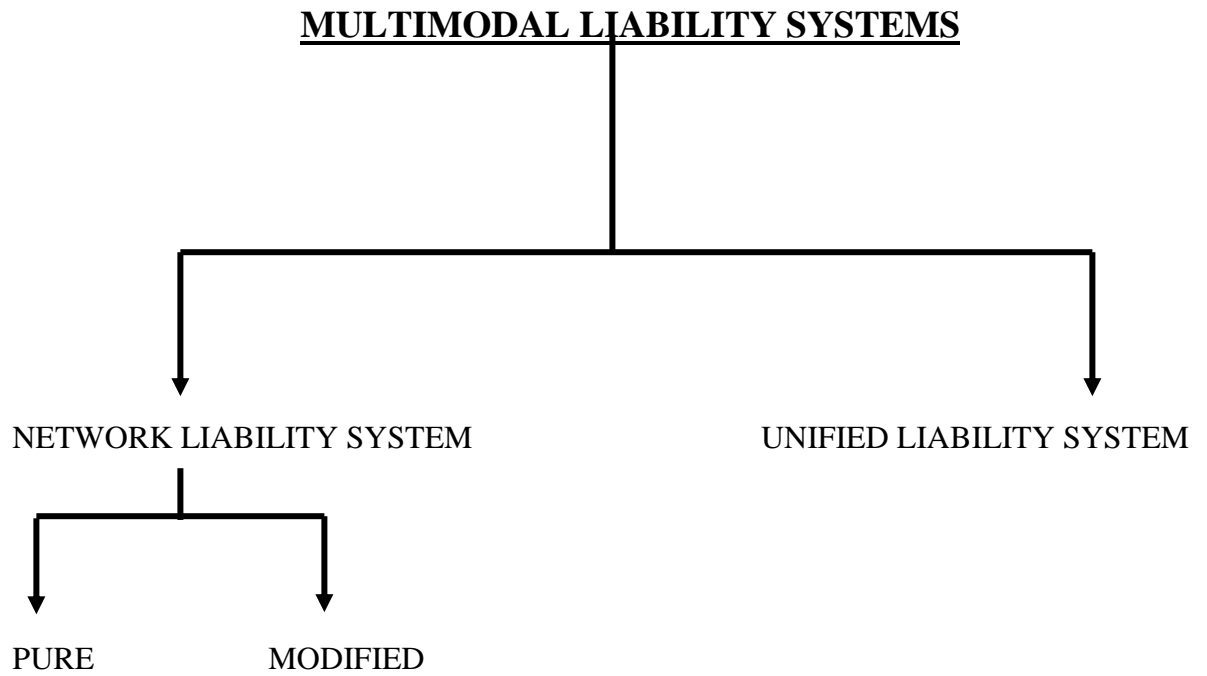 MULTIMODAL LIABILITY SYSTEMS
NETWORK LIABILITY SYSTEM UNIFIED LIABILITY SYSTEM
PURE MODIFIED